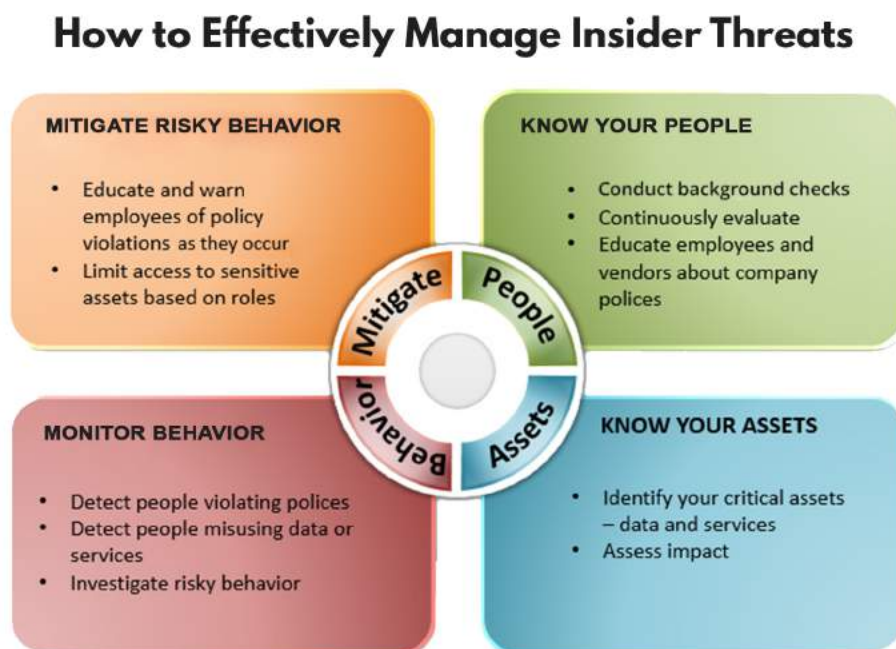 How to Effectively Manage Insider Threats
MITIGATE RISKY BEHAVIOR
• Educate and warn
employees of policy
violations as they occur
• Limit access to sensitive
assets based on roles
KNOW YOUR PEOPLE
• Conduct background checks
• Continuously evaluate
• Educate employees and
vendors about company
polices
Mitigate
People
Behavior
Assets
MONITOR BEHAVIOR
• Detect people violating polices
• Detect people misusing data or
services
• Investigate risky behavior
KNOW YOUR ASSETS
• Identify your critical assets
– data and services
• Assess impact